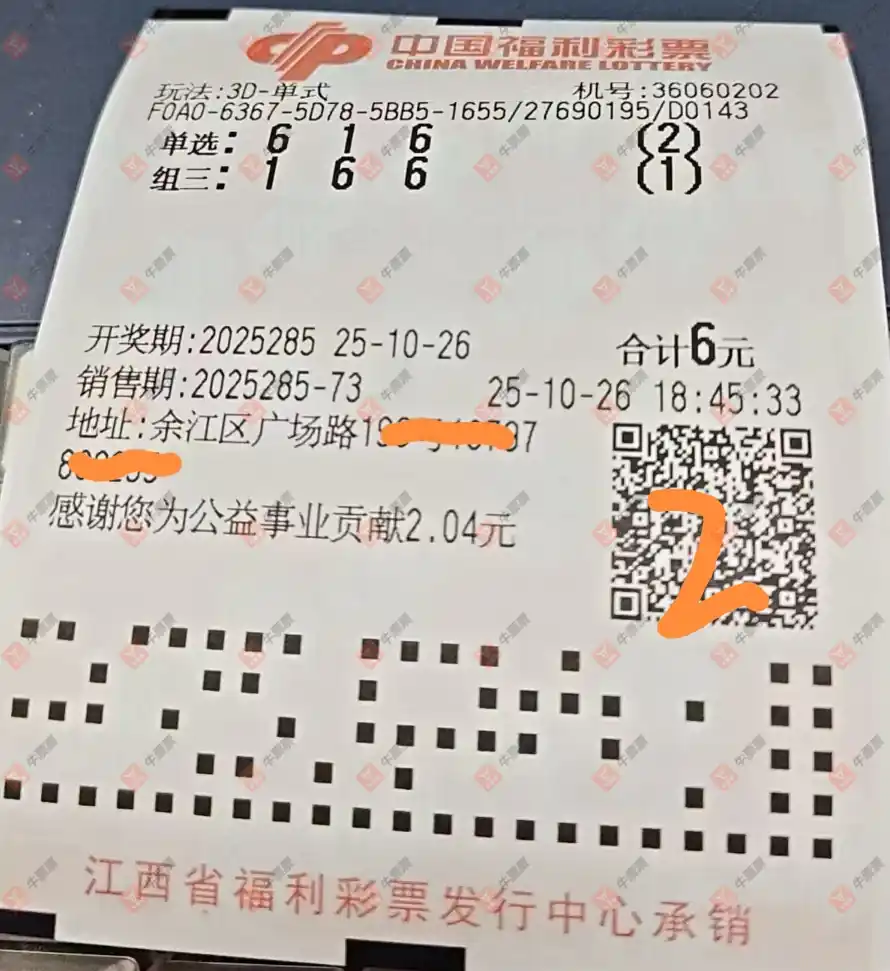 中国福利彩票
CHINA WELFARE LOTTERY
玩法:3D-单式 机号:36060202
F0A0-6367-5D78-5BB5-1655/27690195/D0143
单选: 6 1 6 (2)
组三: 1 6 6 (1)
开奖期:2025285 25-10-26 合计6元
销售期:2025285-73 25-10-26 18:45:33
地址:余江区广场路
感谢您为公益事业贡献2.04元
2
江西省福利彩票发行中心承销